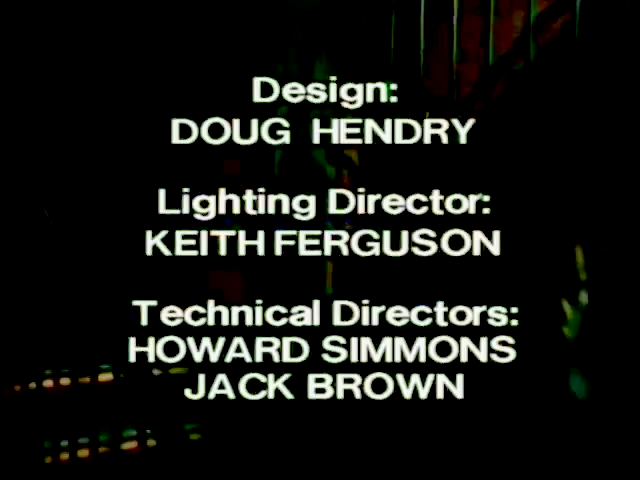 Design:
DOUG HENDRY
Lighting Director:
KEITH FERGUSON
Technical Directors:
HOWARD SIMMONS
JACK BROWN